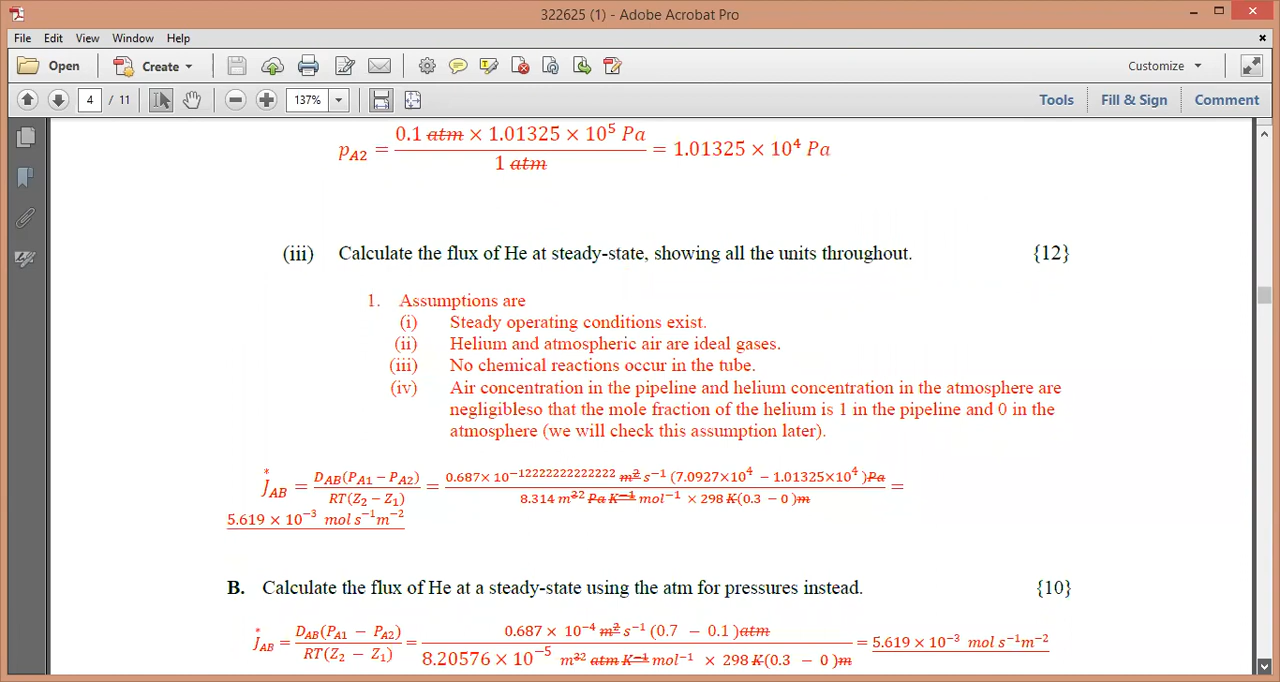 322625 (1) - Adobe Acrobat Pro
File Edit View Window Help
Open Create Customize
4 / 11 137% Tools Fill & Sign Comment
p_A2 = (0.1 atm × 1.01325 × 10^5 Pa) / (1 atm) = 1.01325 × 10^4 Pa
(iii) Calculate the flux of He at steady-state, showing all the units throughout. {12}
1. Assumptions are
(i) Steady operating conditions exist.
(ii) Helium and atmospheric air are ideal gases.
(iii) No chemical reactions occur in the tube.
(iv) Air concentration in the pipeline and helium concentration in the atmosphere are
negligibleso that the mole fraction of the helium is 1 in the pipeline and 0 in the
atmosphere (we will check this assumption later).
J*_AB = D_AB(P_A1 − P_A2) / RT(Z_2 − Z_1) = 0.687× 10^−12222222222222 m^2 s^−1 (7.0927×10^4 − 1.01325×10^4)Pa / 8.314 m^32 Pa K^−1 mol^−1 × 298 K(0.3 − 0)m =
5.619 × 10^−3 mol s^−1 m^−2
B. Calculate the flux of He at a steady-state using the atm for pressures instead. {10}
J*_AB = D_AB(P_A1 − P_A2) / RT(Z_2 − Z_1) = 0.687 × 10^−4 m^2 s^−1 (0.7 − 0.1)atm / 8.20576 × 10^−5 m^32 atm K^−1 mol^−1 × 298 K(0.3 − 0)m = 5.619 × 10^−3 mol s^−1 m^−2